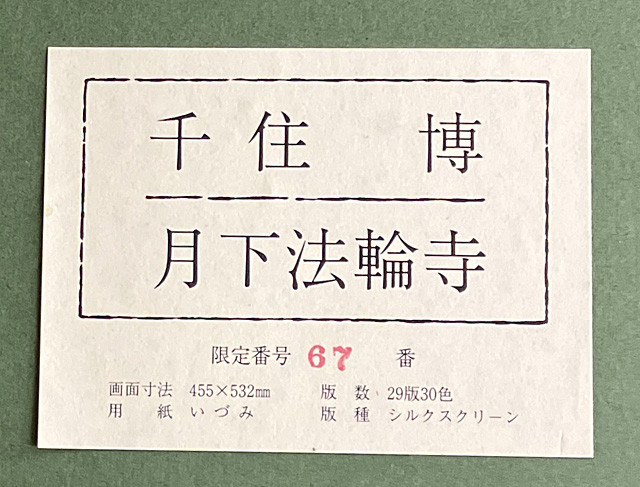 千住 博
月下法輪寺
限定番号 67 番
画面寸法 455×532㎜ 版数 29版30色
用紙 いづみ 版種 シルクスクリーン